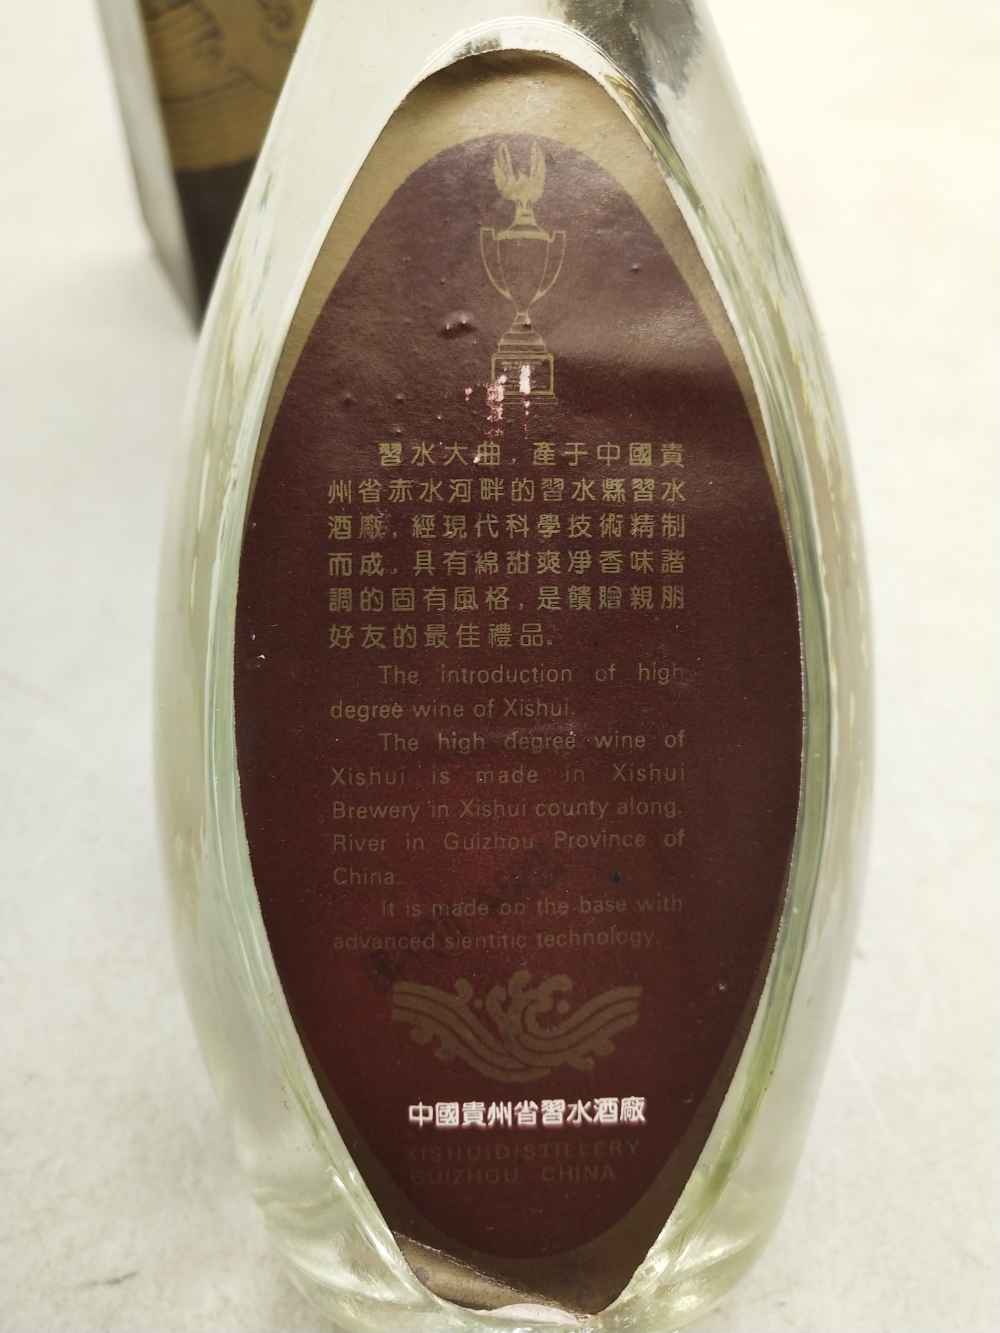 習水大曲，產于中國貴
州省赤水河畔的習水縣習水
酒廠，經現代科學技術精制
而成，具有綿甜爽净香味諧
調的固有風格，是饋贈親朋
好友的最佳禮品。
The introduction of high
degree wine of Xishui.
The high degree wine of
Xishui is made in Xishui
Brewery in Xishui county along.
River in Guizhou Province of
China.
It is made on the base with
advanced sientific technology.
中國貴州省習水酒廠
XISHUI DISTILLERY
GUIZHOU CHINA